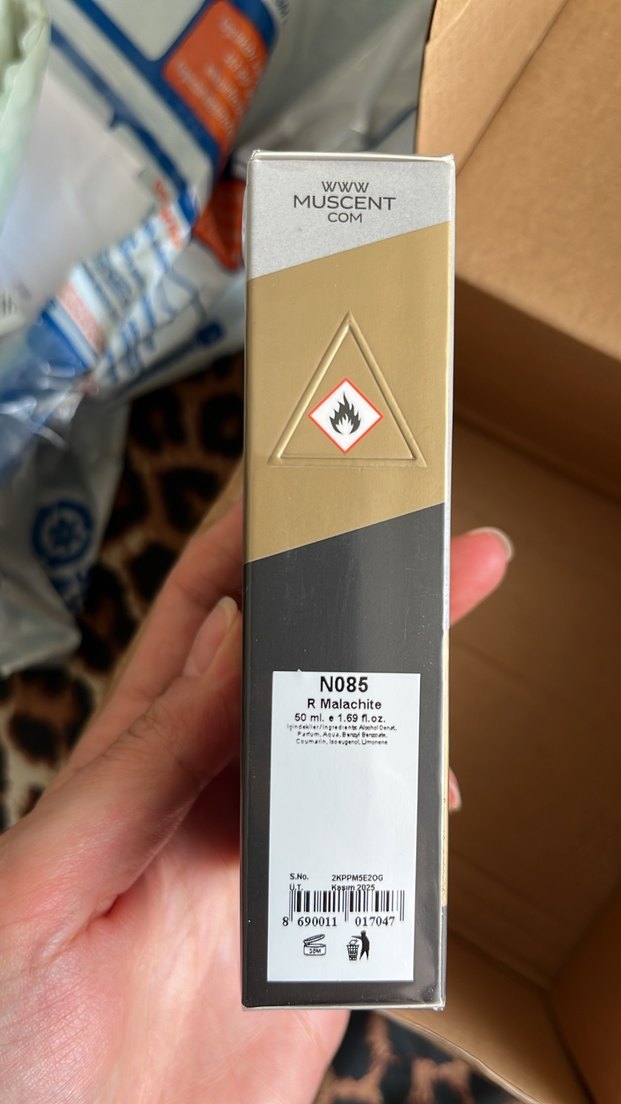 WWW
MUSCENT
COM
N085
R Malachite
50 ml. e 1.69 fl.oz.
İçindekiler/Ingredients: Alcohol Denat.,
Parfum, Aqua, Benzyl Benzoate,
Coumarin, Isoeugenol, Limonene
S.No. 2KPPM5E2OG
Ü.T. Kasım 2025
8 690011 017047